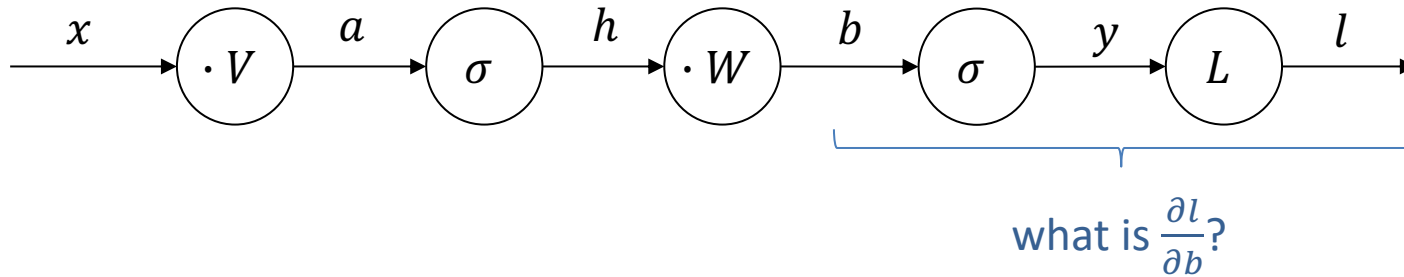 x a h b y l
· V σ · W σ L
what is ∂l/∂b?